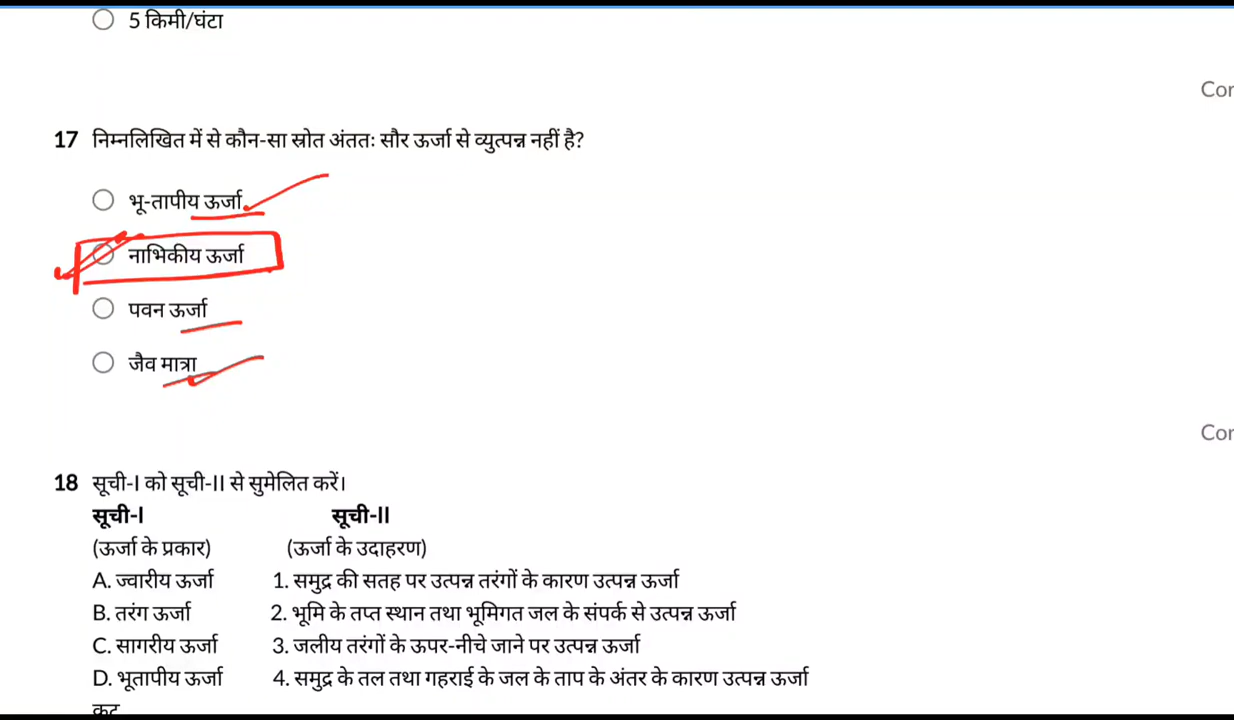 5 किमी/घंटा
Cor
17 निम्नलिखित में से कौन-सा स्रोत अंततः सौर ऊर्जा से व्युत्पन्न नहीं है?
भू-तापीय ऊर्जा
नाभिकीय ऊर्जा
पवन ऊर्जा
जैव मात्रा
Cor
18 सूची-I को सूची-II से सुमेलित करें।
सूची-I सूची-II
(ऊर्जा के प्रकार) (ऊर्जा के उदाहरण)
A. ज्वारीय ऊर्जा 1. समुद्र की सतह पर उत्पन्न तरंगों के कारण उत्पन्न ऊर्जा
B. तरंग ऊर्जा 2. भूमि के तप्त स्थान तथा भूमिगत जल के संपर्क से उत्पन्न ऊर्जा
C. सागरीय ऊर्जा 3. जलीय तरंगों के ऊपर-नीचे जाने पर उत्पन्न ऊर्जा
D. भूतापीय ऊर्जा 4. समुद्र के तल तथा गहराई के जल के ताप के अंतर के कारण उत्पन्न ऊर्जा
कूट